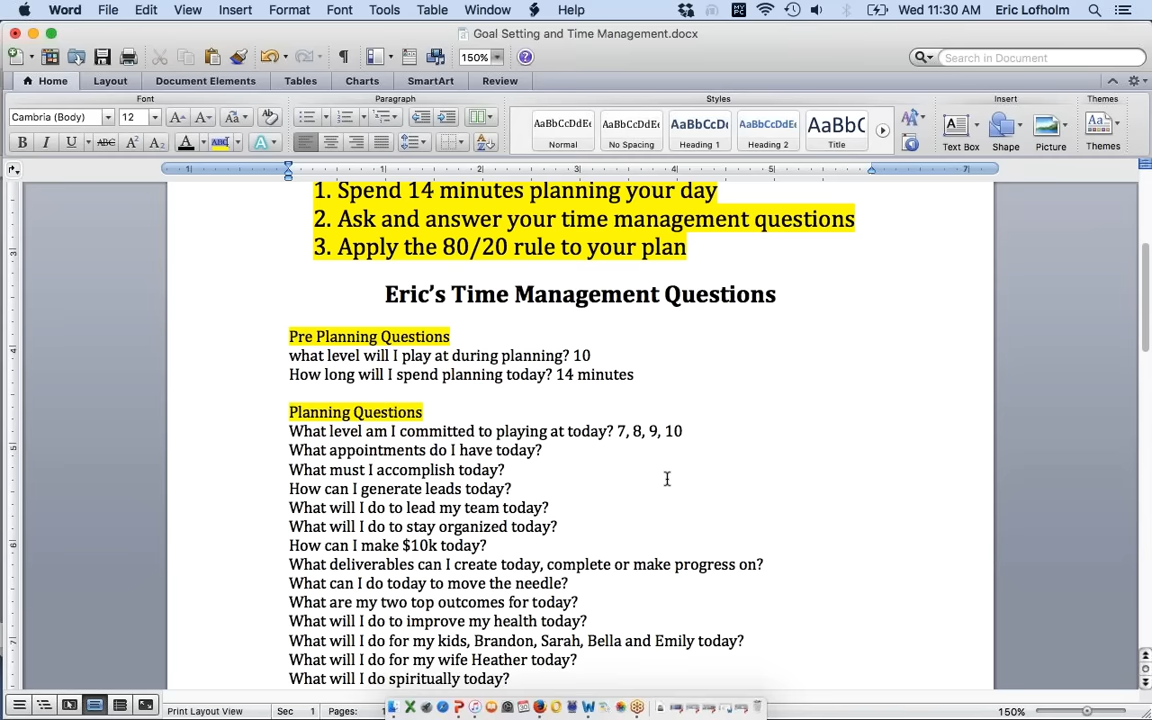 Word File Edit View Insert Format Font Tools Table Window Help Wed 11:30 AM Eric Lofholm
Goal Setting and Time Management.docx
150% Search in Document
Home Layout Document Elements Tables Charts SmartArt Review
Font Paragraph Styles Insert Themes
Cambria (Body) 12 AaBbCcDdEe AaBbCcDdEe AaBbCcDd AaBbCcDdE AaBbC
Normal No Spacing Heading 1 Heading 2 Title Text Box Shape Picture Themes
1. Spend 14 minutes planning your day
2. Ask and answer your time management questions
3. Apply the 80/20 rule to your plan
Eric’s Time Management Questions
Pre Planning Questions
what level will I play at during planning? 10
How long will I spend planning today? 14 minutes
Planning Questions
What level am I committed to playing at today? 7, 8, 9, 10
What appointments do I have today?
What must I accomplish today?
How can I generate leads today?
What will I do to lead my team today?
What will I do to stay organized today?
How can I make $10k today?
What deliverables can I create today, complete or make progress on?
What can I do today to move the needle?
What are my two top outcomes for today?
What will I do to improve my health today?
What will I do for my kids, Brandon, Sarah, Bella and Emily today?
What will I do for my wife Heather today?
What will I do spiritually today?
Print Layout View Sec 1 Pages: 150%